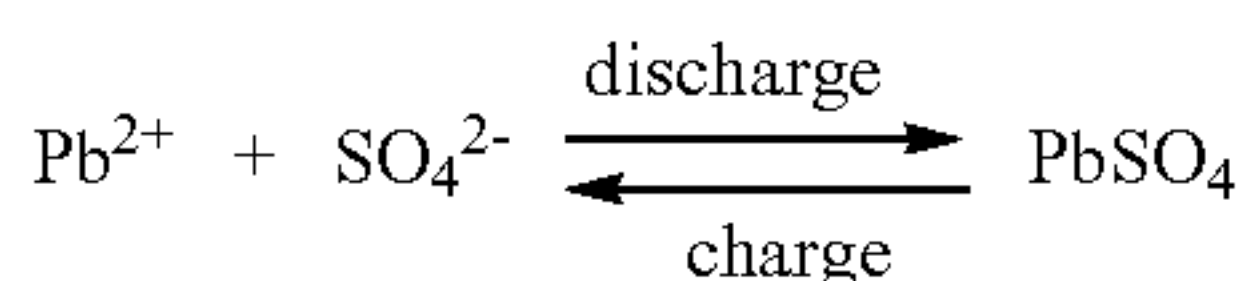 discharge
Pb²⁺ + SO₄²⁻ PbSO₄
charge